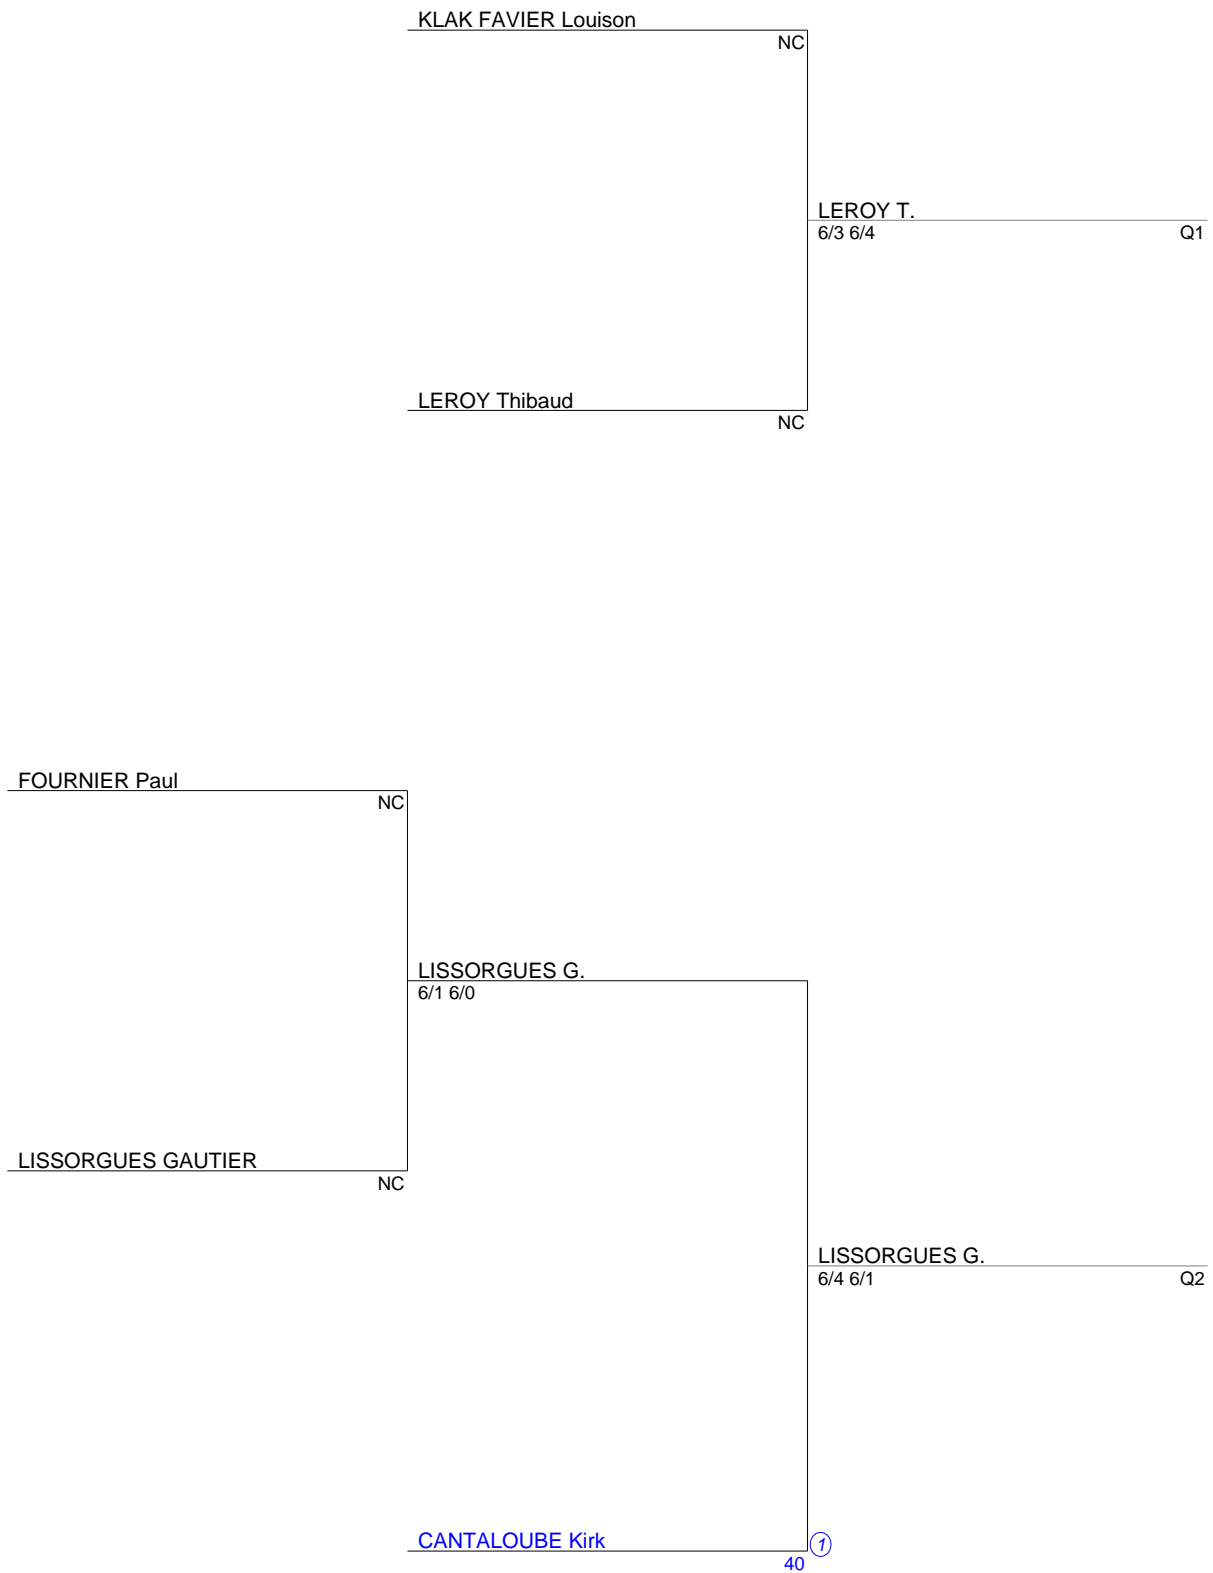 KLAK FAVIER Louison
NC
LEROY T.
6/3 6/4
Q1
LEROY Thibaud
NC
FOURNIER Paul
NC
LISSORGUES G.
6/1 6/0
LISSORGUES GAUTIER
NC
LISSORGUES G.
6/4 6/1
Q2
CANTALOUBE Kirk
1
40